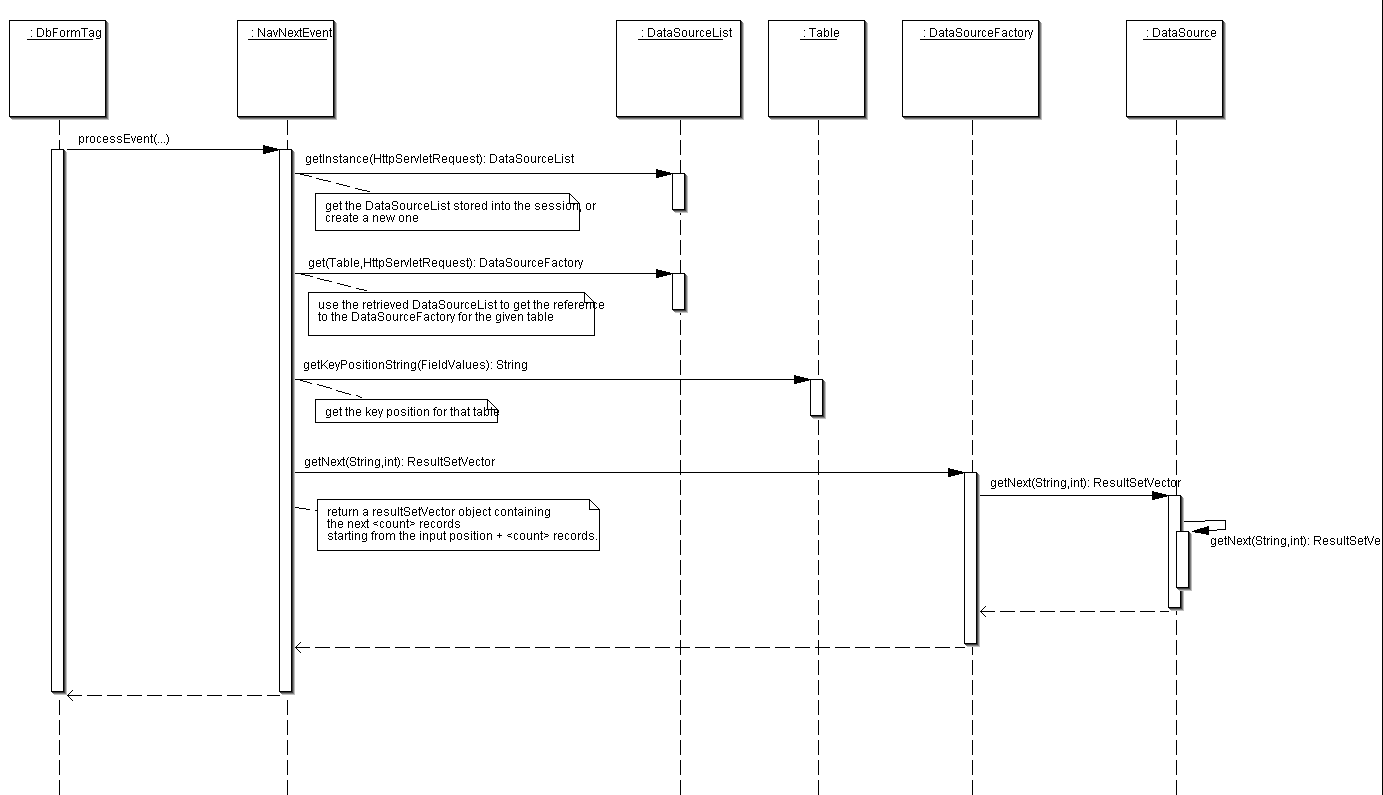 : DbFormTag
: NavNextEvent
: DataSourceList
: Table
: DataSourceFactory
: DataSource
processEvent(...)
getInstance(HttpServletRequest): DataSourceList
get the DataSourceList stored into the session, or
create a new one
get(Table,HttpServletRequest): DataSourceFactory
use the retrieved DataSourceList to get the reference
to the DataSourceFactory for the given table
getKeyPositionString(FieldValues): String
get the key position for that table
getNext(String,int): ResultSetVector
getNext(String,int): ResultSetVector
return a resultSetVector object containing
the next <count> records
starting from the input position + <count> records.
getNext(String,int): ResultSetVe